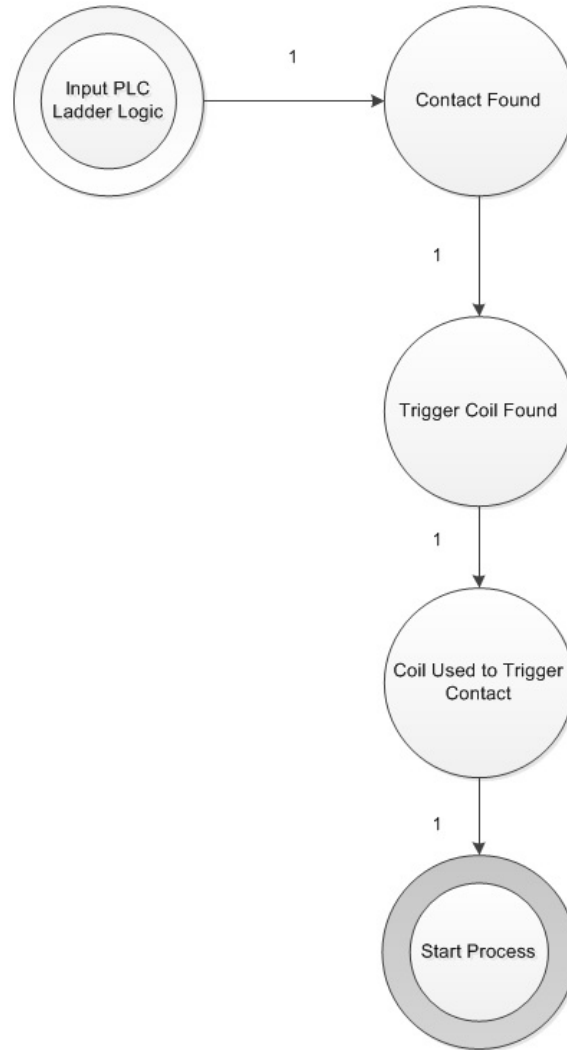 Input PLC
Ladder Logic
1
Contact Found
1
Trigger Coil Found
1
Coil Used to Trigger
Contact
1
Start Process